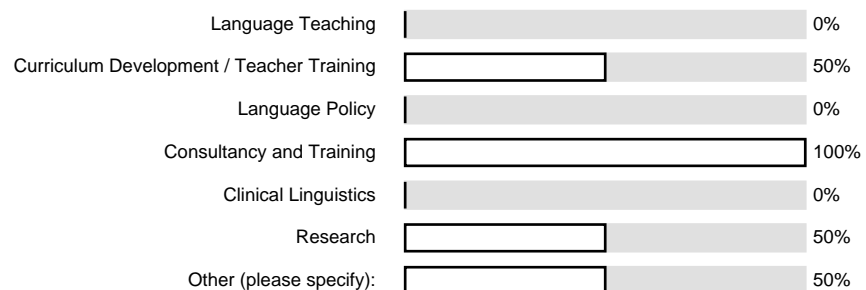 Language Teaching 0%
Curriculum Development / Teacher Training 50%
Language Policy 0%
Consultancy and Training 100%
Clinical Linguistics 0%
Research 50%
Other (please specify): 50%